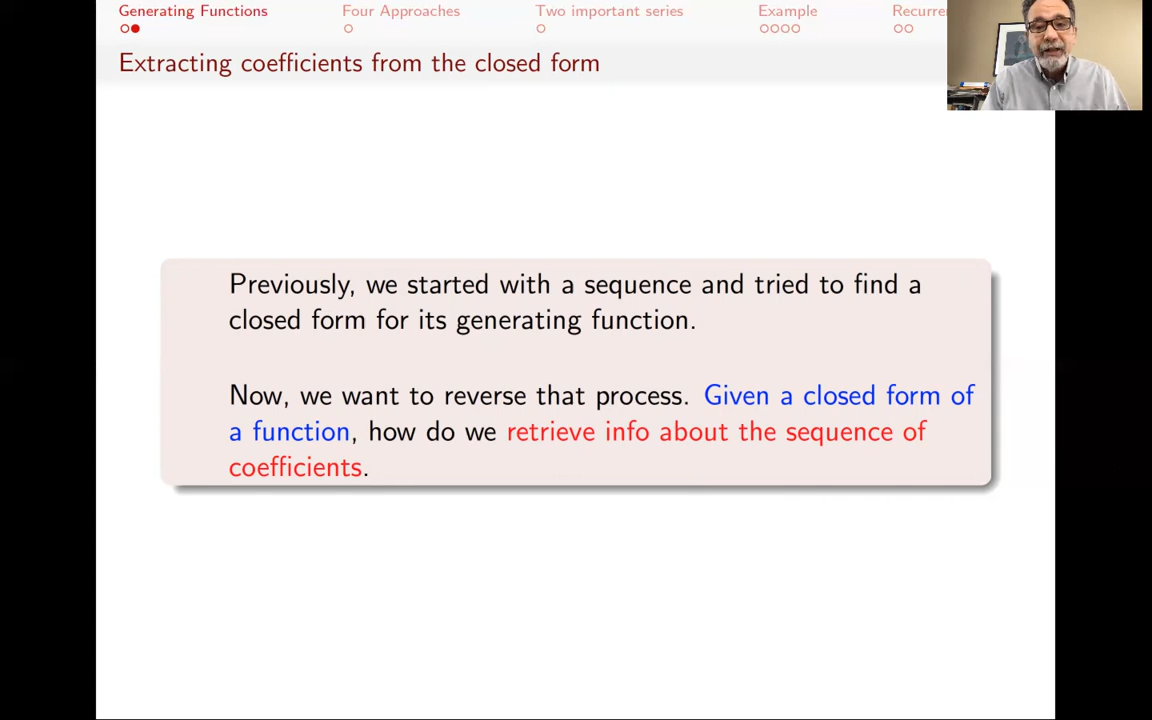 Generating Functions Four Approaches Two important series Example Recurre
Extracting coefficients from the closed form
Previously, we started with a sequence and tried to find a
closed form for its generating function.
Now, we want to reverse that process. Given a closed form of
a function, how do we retrieve info about the sequence of
coefficients.